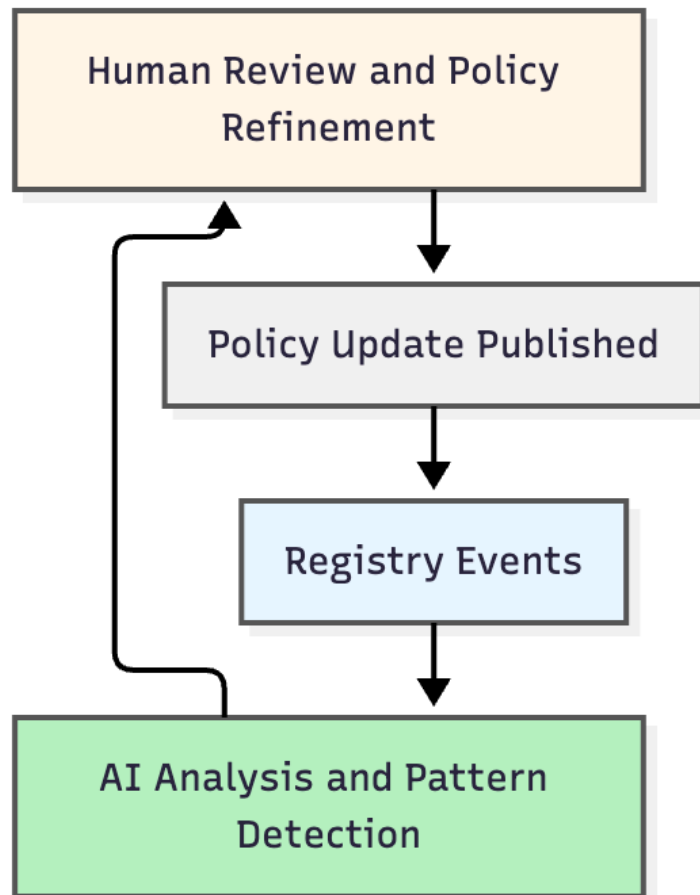 Human Review and Policy
Refinement
Policy Update Published
Registry Events
AI Analysis and Pattern
Detection